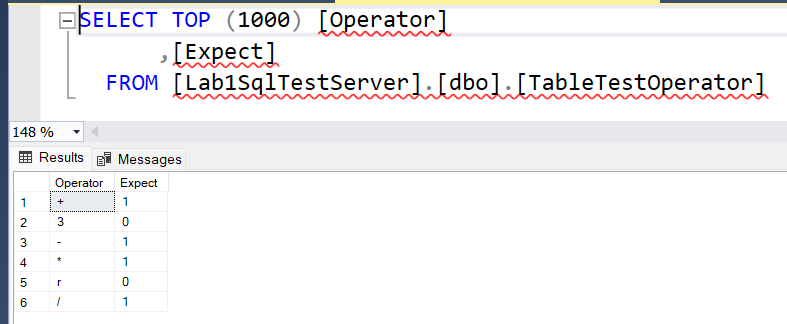 SELECT TOP (1000) [Operator]
,[Expect]
FROM [Lab1SqlTestServer].[dbo].[TableTestOperator]
148 %
Results Messages
Operator Expect
1 + 1
2 3 0
3 - 1
4 * 1
5 r 0
6 / 1